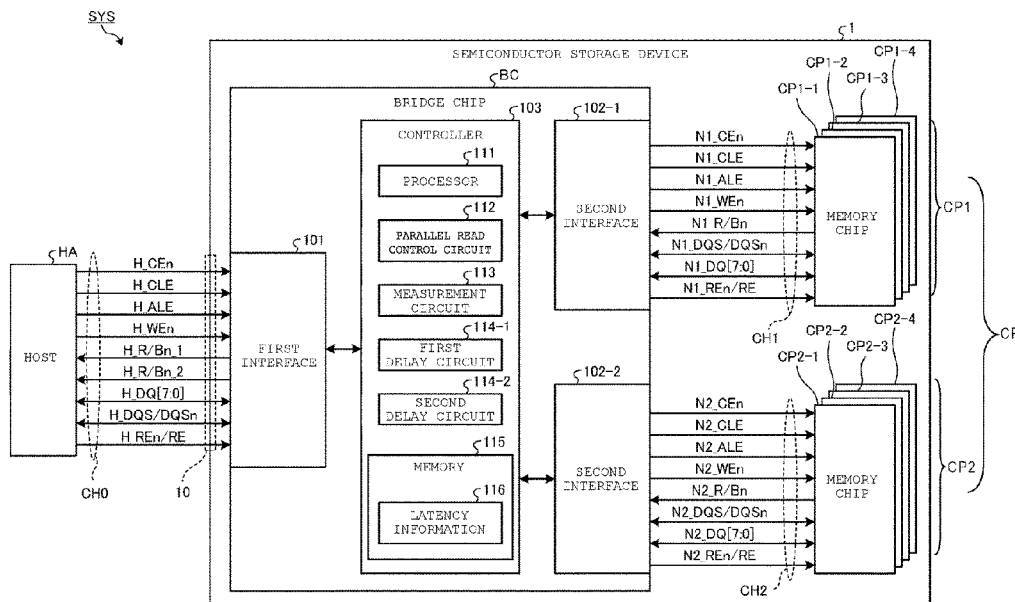 SYS
1
SEMICONDUCTOR STORAGE DEVICE
BC
BRIDGE CHIP
103
CONTROLLER
111
PROCESSOR
112
PARALLEL READ
CONTROL CIRCUIT
113
MEASUREMENT
CIRCUIT
114-1
FIRST
DELAY CIRCUIT
114-2
SECOND
DELAY CIRCUIT
115
MEMORY
116
LATENCY
INFORMATION
HA
HOST
H_CEn
H_CLE
H_ALE
H_WEn
H_R/Bn_1
H_R/Bn_2
H_DQ[7:0]
H_DQS/DQSn
H_REn/RE
CH0
10
101
FIRST
INTERFACE
102-1
SECOND
INTERFACE
N1_CEn
N1_CLE
N1_ALE
N1_WEn
N1_R/Bn
N1_DQS/DQSn
N1_DQ[7:0]
N1_REn/RE
CH1
CP1-4
CP1-2
CP1-3
CP1-1
MEMORY
CHIP
CP1
102-2
SECOND
INTERFACE
N2_CEn
N2_CLE
N2_ALE
N2_WEn
N2_R/Bn
N2_DQS/DQSn
N2_DQ[7:0]
N2_REn/RE
CH2
CP2-4
CP2-2
CP2-3
CP2-1
MEMORY
CHIP
CP2
CP